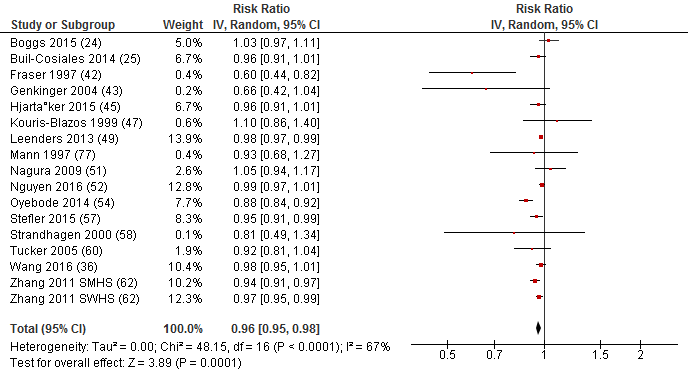 Risk Ratio Risk Ratio
Study or Subgroup Weight IV, Random, 95% CI IV, Random, 95% CI
Boggs 2015 (24) 5.0% 1.03 [0.97, 1.11]
Buil-Cosiales 2014 (25) 6.7% 0.96 [0.91, 1.01]
Fraser 1997 (42) 0.4% 0.60 [0.44, 0.82]
Genkinger 2004 (43) 0.2% 0.66 [0.42, 1.04]
Hjarta°ker 2015 (45) 6.7% 0.96 [0.91, 1.01]
Kouris-Blazos 1999 (47) 0.6% 1.10 [0.86, 1.40]
Leenders 2013 (49) 13.9% 0.98 [0.97, 0.99]
Mann 1997 (77) 0.4% 0.93 [0.68, 1.27]
Nagura 2009 (51) 2.6% 1.05 [0.94, 1.17]
Nguyen 2016 (52) 12.8% 0.99 [0.97, 1.01]
Oyebode 2014 (54) 7.7% 0.88 [0.84, 0.92]
Stefler 2015 (57) 8.3% 0.95 [0.91, 0.99]
Strandhagen 2000 (58) 0.1% 0.81 [0.49, 1.34]
Tucker 2005 (60) 1.9% 0.92 [0.81, 1.04]
Wang 2016 (36) 10.4% 0.98 [0.95, 1.01]
Zhang 2011 SMHS (62) 10.2% 0.94 [0.91, 0.97]
Zhang 2011 SWHS (62) 12.3% 0.97 [0.95, 0.99]
Total (95% CI) 100.0% 0.96 [0.95, 0.98]
Heterogeneity: Tau² = 0.00; Chi² = 48.15, df = 16 (P < 0.0001); I² = 67%
Test for overall effect: Z = 3.89 (P = 0.0001)
0.5 0.7 1 1.5 2